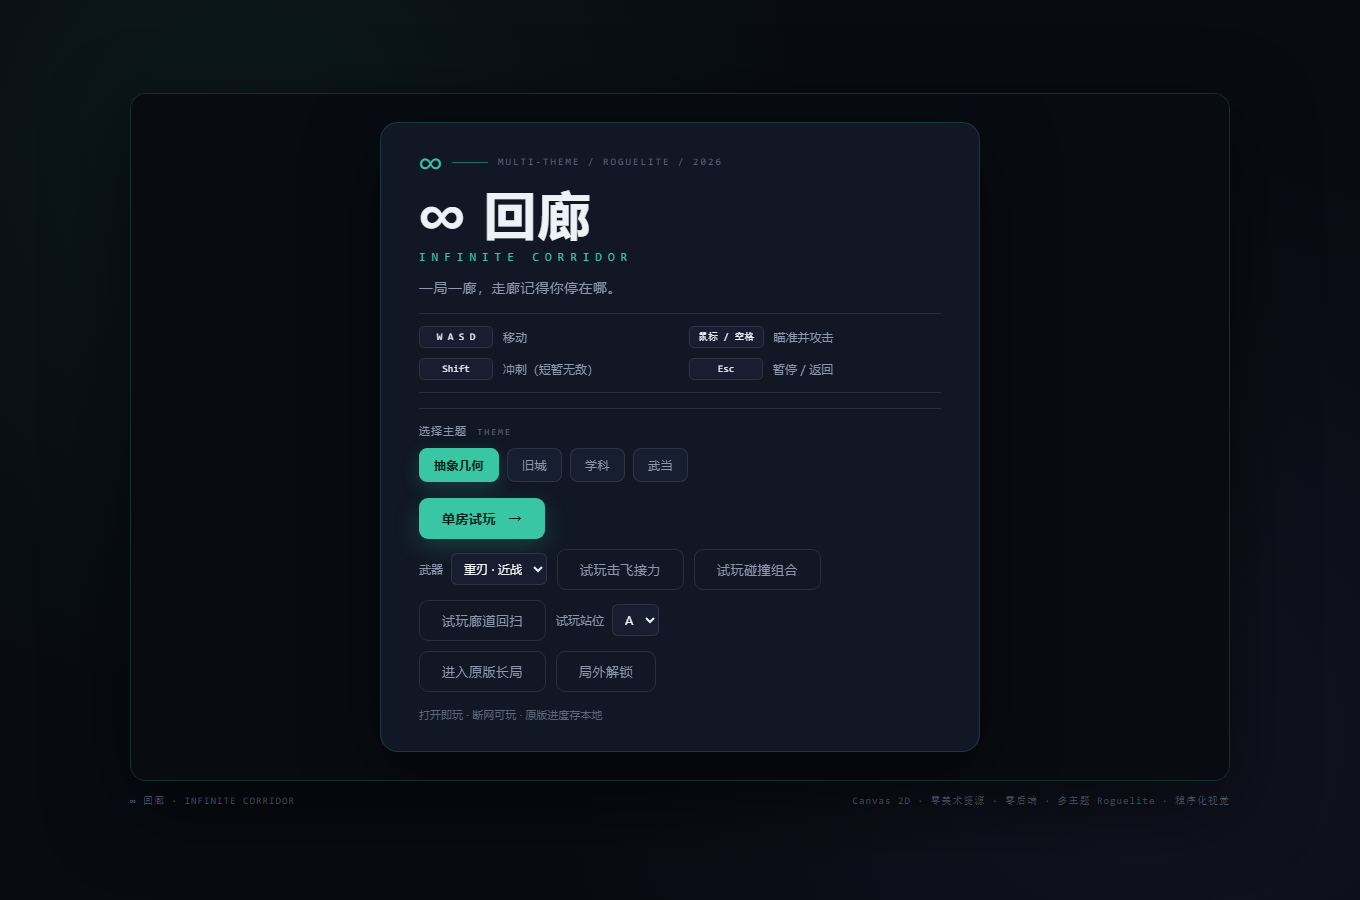 ∞ MULTI-THEME / ROGUELITE / 2026
∞ 回廊
INFINITE CORRIDOR
一局一廊，走廊记得你停在哪。
W A S D 移动 鼠标 / 空格 瞄准并攻击
Shift 冲刺（短暂无敌） Esc 暂停 / 返回
选择主题 THEME
抽象几何 旧城 学科 武当
单房试玩 →
武器 重刃 · 近战 试玩击飞接力 试玩碰撞组合
试玩廊道回扫 试玩站位 A
进入原版长局 局外解锁
打开即玩 · 断网可玩 · 原版进度存本地
∞ 回廊 · INFINITE CORRIDOR Canvas 2D · 零美术资源 · 零后端 · 多主题 Roguelite · 程序化视觉